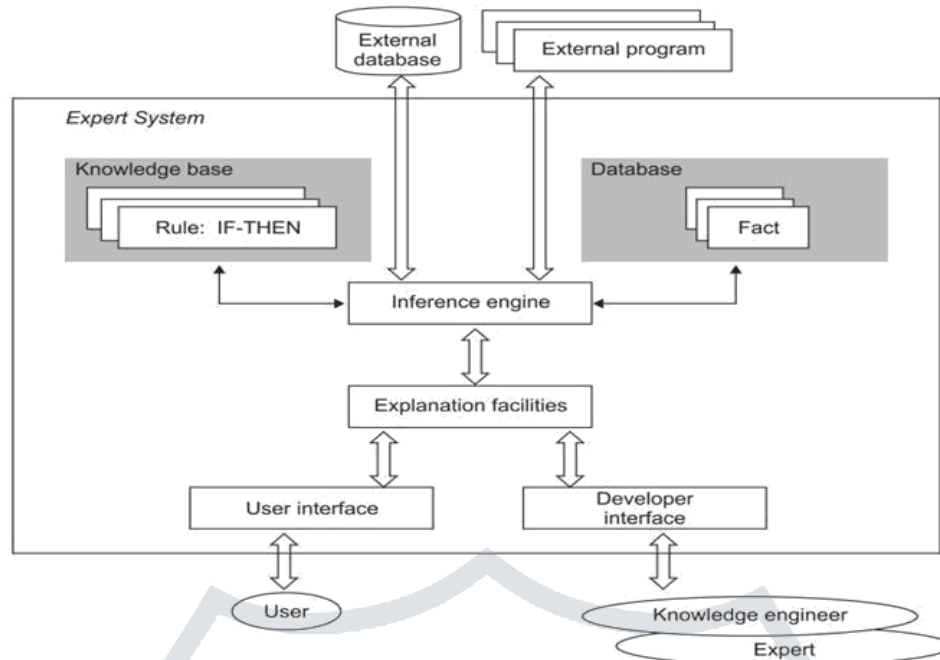 External
database
External program
Expert System
Knowledge base
Rule: IF-THEN
Database
Fact
Inference engine
Explanation facilities
User interface
Developer
interface
User
Knowledge engineer
Expert